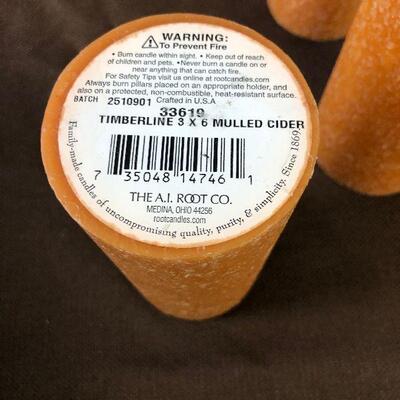 WARNING:
To Prevent Fire
• Burn candle within sight. • Keep out of reach
of children and pets. • Never burn a candle on or
near anything that can catch fire.
For Safety Tips visit us online at rootcandles.com.
Always burn pillars placed on an appropriate holder, and
also on a protected, non-combustible, heat-resistant surface.
BATCH 2510901 Crafted in U.S.A
33619
TIMBERLINE 3 X 6 MULLED CIDER
7 35048 14746 1
THE A.I. ROOT CO.
MEDINA, OHIO 44256
rootcandles.com
Family-made candles of uncompromising quality, purity, & simplicity. Since 1869.